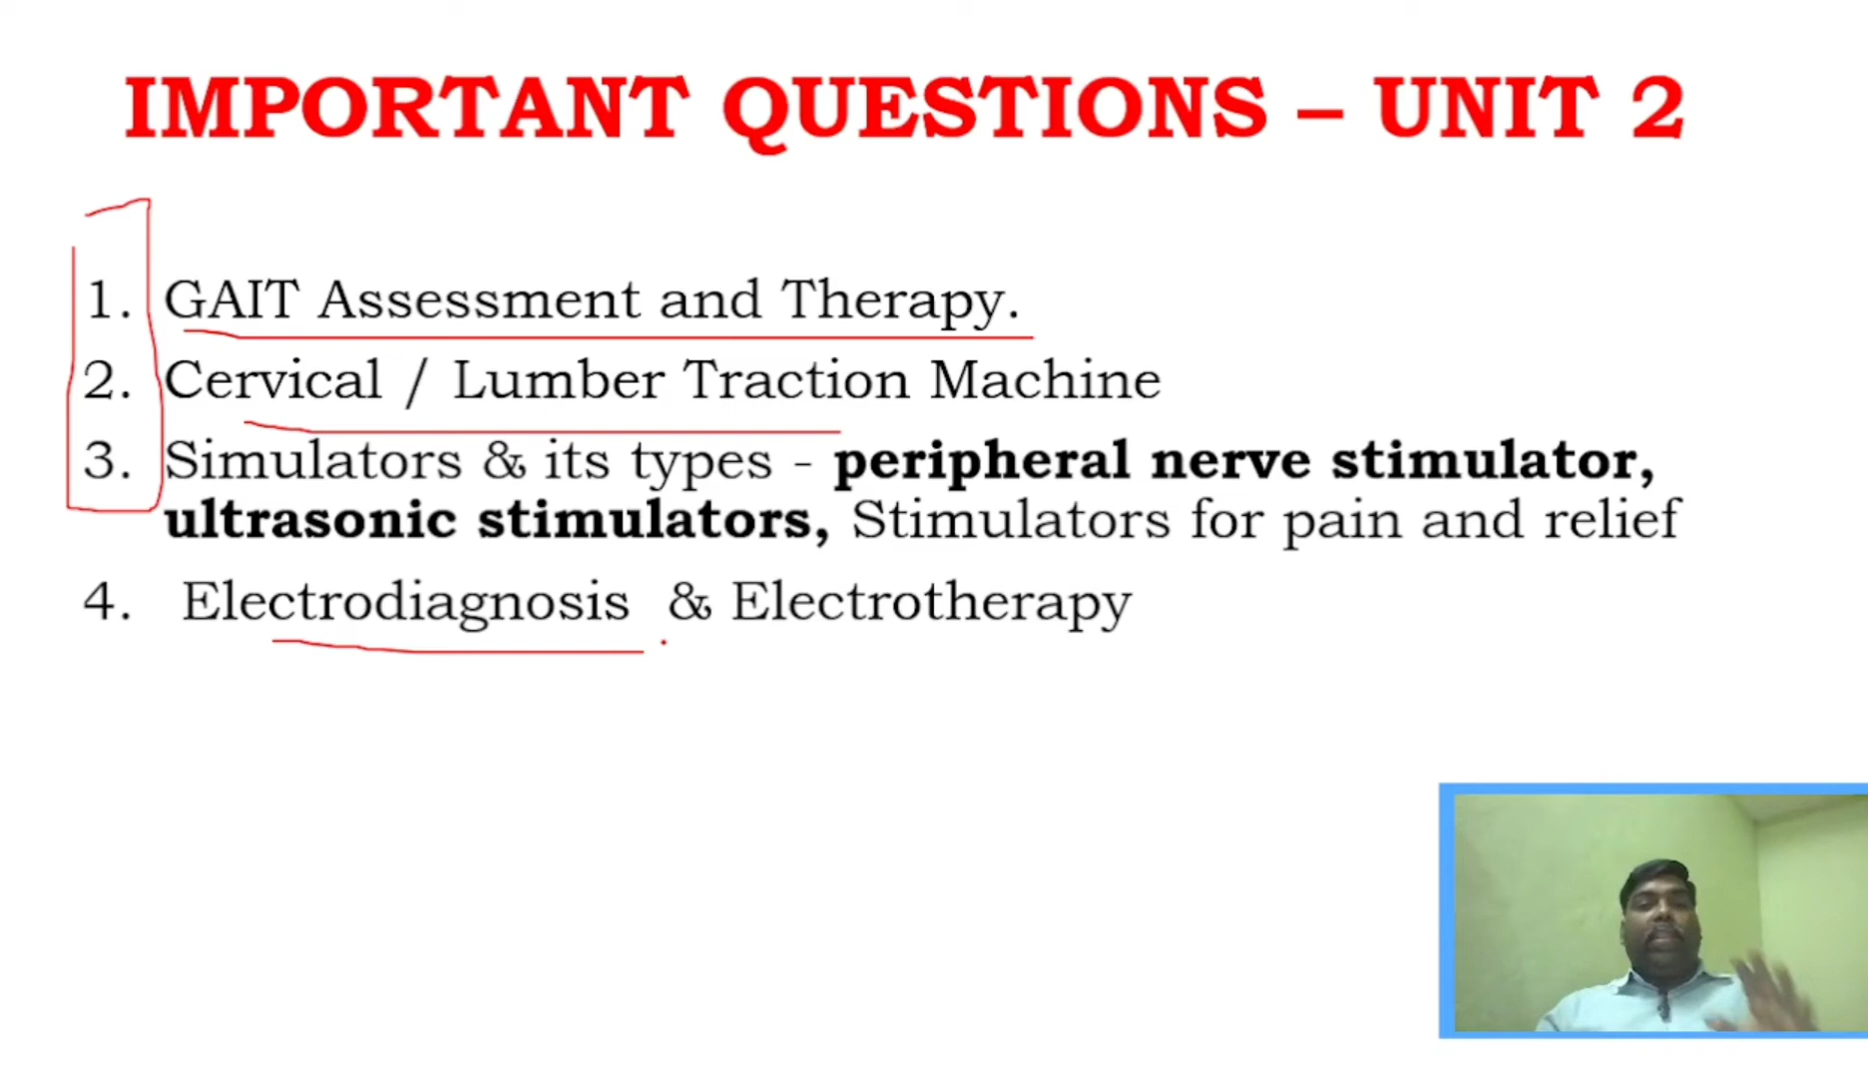 IMPORTANT QUESTIONS – UNIT 2
1. GAIT Assessment and Therapy.
2. Cervical / Lumber Traction Machine
3. Simulators & its types - peripheral nerve stimulator,
ultrasonic stimulators, Stimulators for pain and relief
4. Electrodiagnosis & Electrotherapy